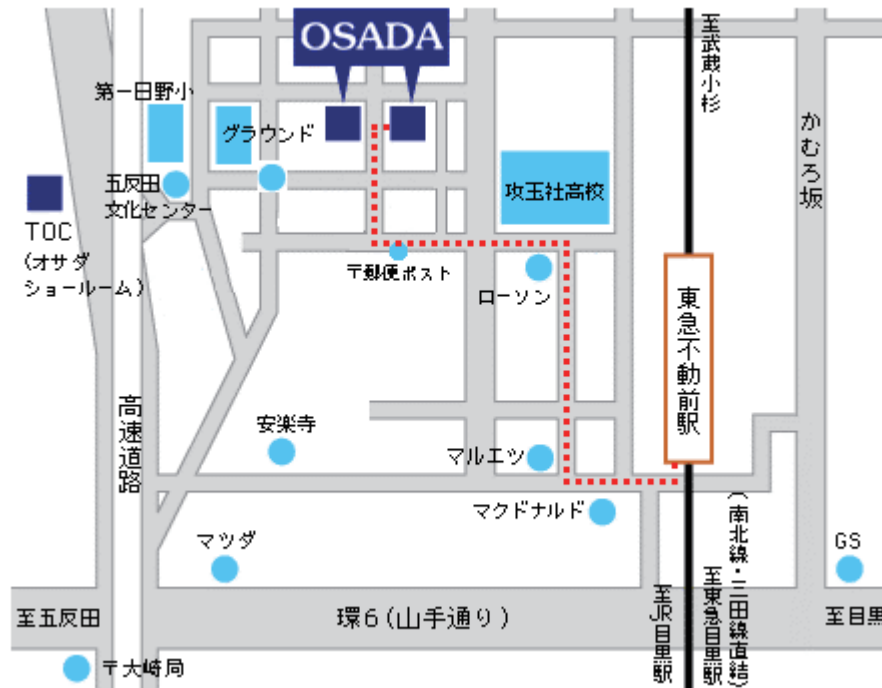 OSADA
至武蔵小杉
第一日野小
グラウンド
かむろ坂
五反田
文化センター
攻玉社高校
TOC
(オサダ
ショールーム)
〒郵便ポスト
ローソン
東急不動前駅
高速道路
安楽寺
マルエツ
マクドナルド
(南北線・三田線直結)
マツダ
GS
至五反田
環6(山手通り)
至JR目黒駅
至東急目黒駅
至目黒
〒大崎局